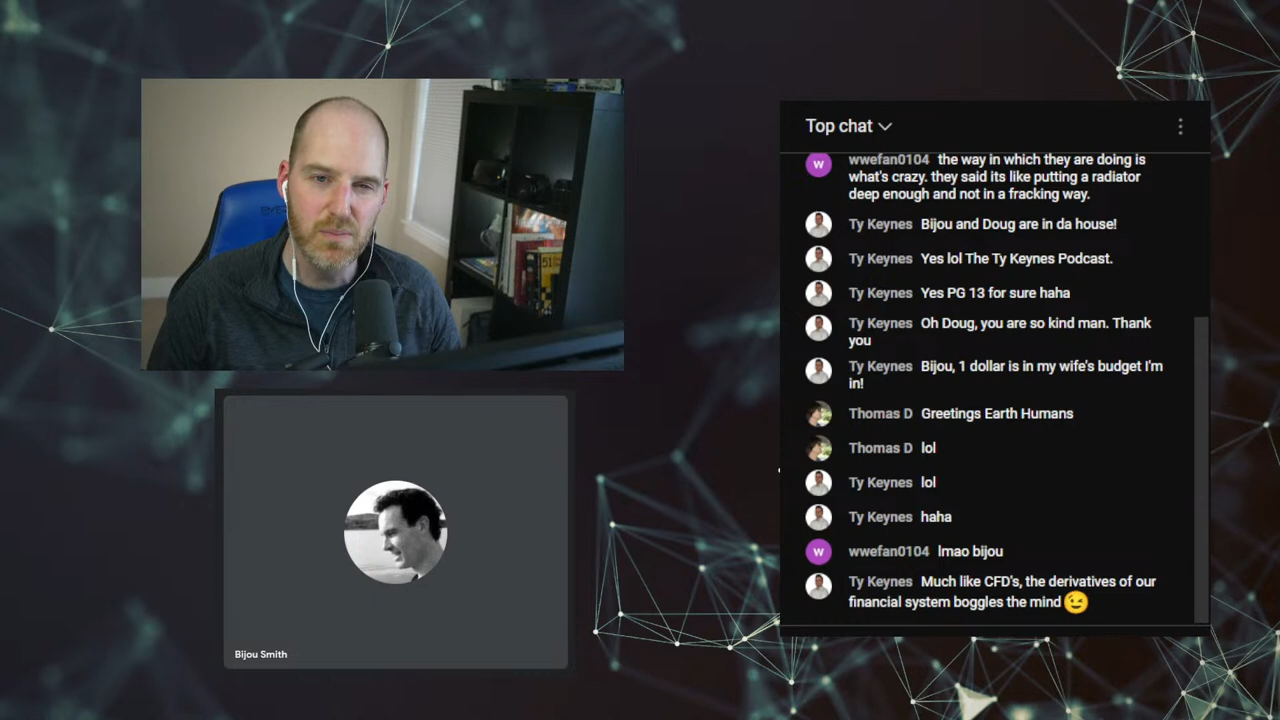 Top chat
wwefan0104 the way in which they are doing is
what's crazy. they said its like putting a radiator
deep enough and not in a fracking way.
Ty Keynes Bijou and Doug are in da house!
Ty Keynes Yes lol The Ty Keynes Podcast.
Ty Keynes Yes PG 13 for sure haha
Ty Keynes Oh Doug, you are so kind man. Thank
you
Ty Keynes Bijou, 1 dollar is in my wife's budget I'm
in!
Thomas D Greetings Earth Humans
Thomas D lol
Ty Keynes lol
Ty Keynes haha
W wwefan0104 lmao bijou
Ty Keynes Much like CFD's, the derivatives of our
financial system boggles the mind 😉
Bijou Smith
51